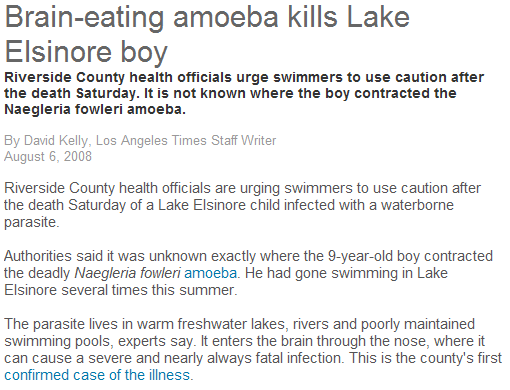 Brain-eating amoeba kills Lake
Elsinore boy
Riverside County health officials urge swimmers to use caution after
the death Saturday. It is not known where the boy contracted the
Naegleria fowleri amoeba.
By David Kelly, Los Angeles Times Staff Writer
August 6, 2008
Riverside County health officials are urging swimmers to use caution after
the death Saturday of a Lake Elsinore child infected with a waterborne
parasite.
Authorities said it was unknown exactly where the 9-year-old boy contracted
the deadly Naegleria fowleri amoeba. He had gone swimming in Lake
Elsinore several times this summer.
The parasite lives in warm freshwater lakes, rivers and poorly maintained
swimming pools, experts say. It enters the brain through the nose, where it
can cause a severe and nearly always fatal infection. This is the county's first
confirmed case of the illness.